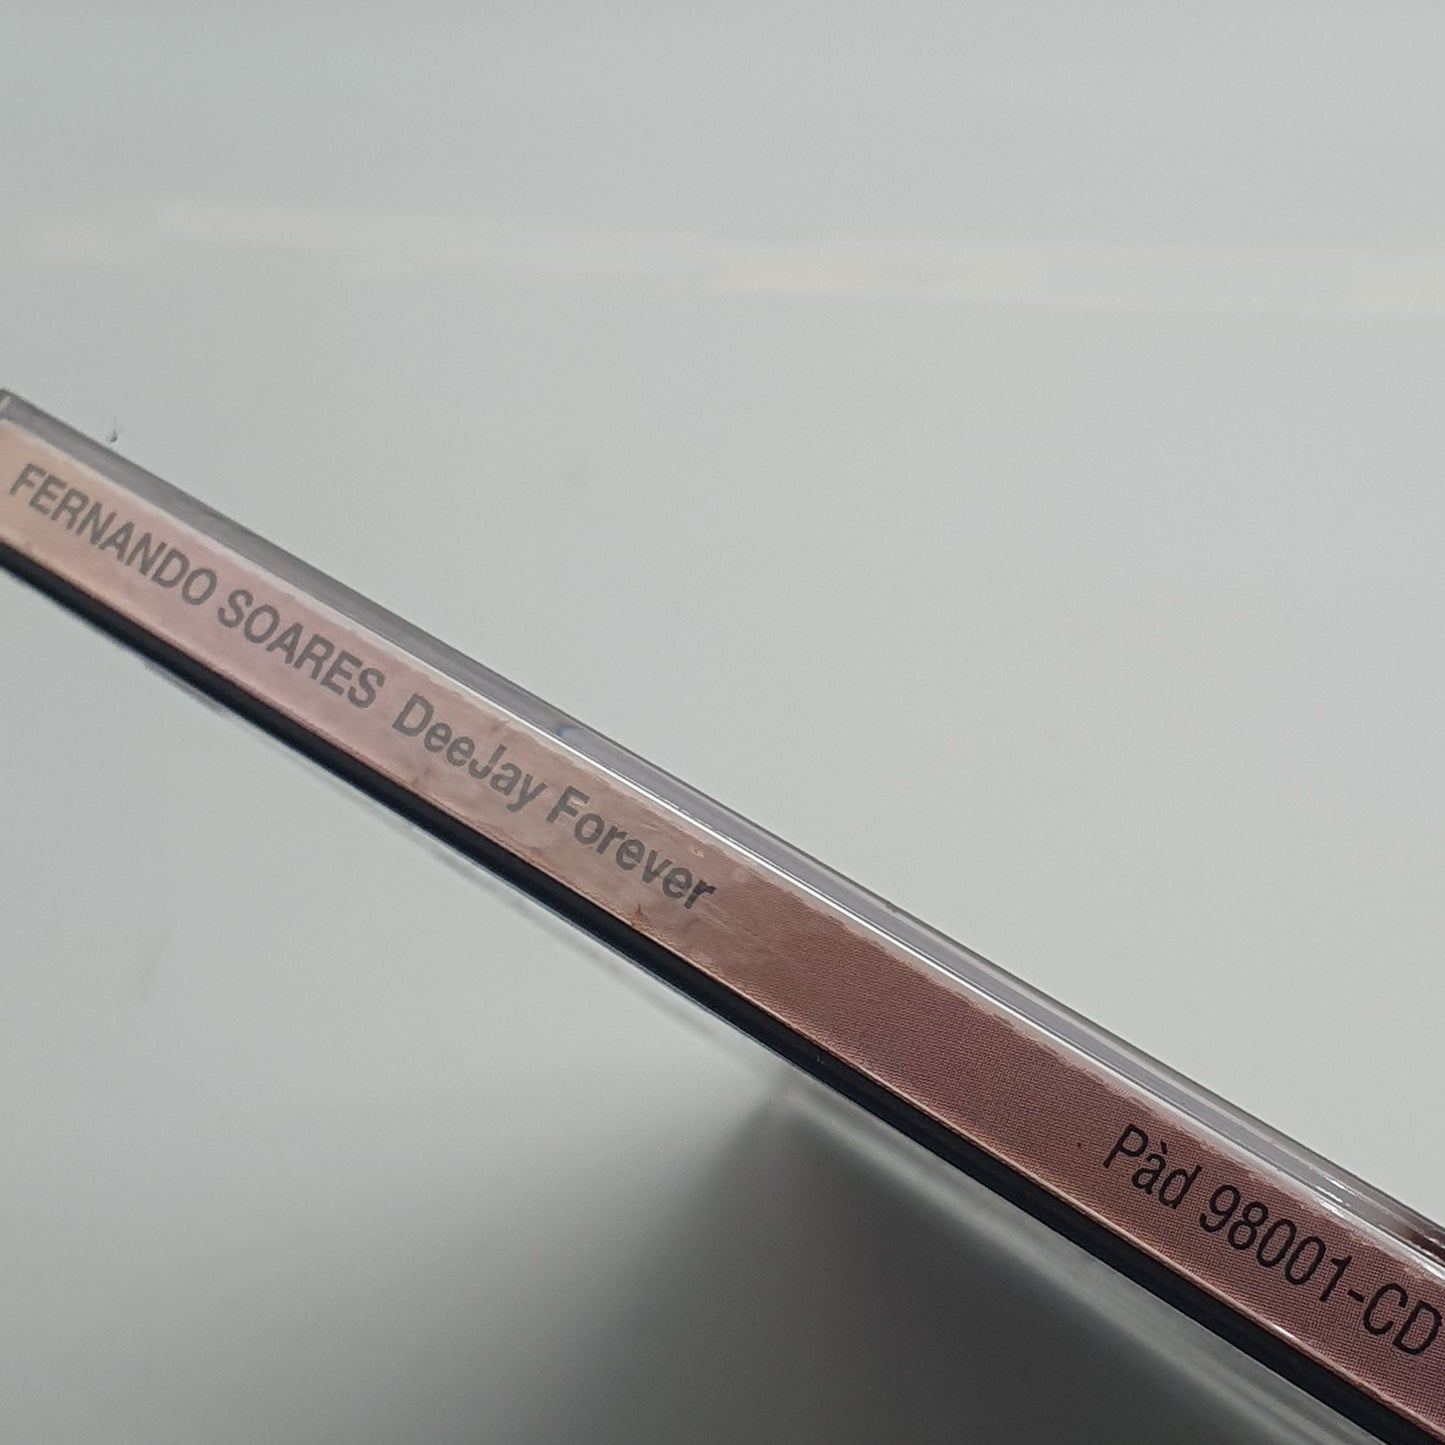 FERNANDO SOARES DeeJay Forever
Pàd 98001-CD